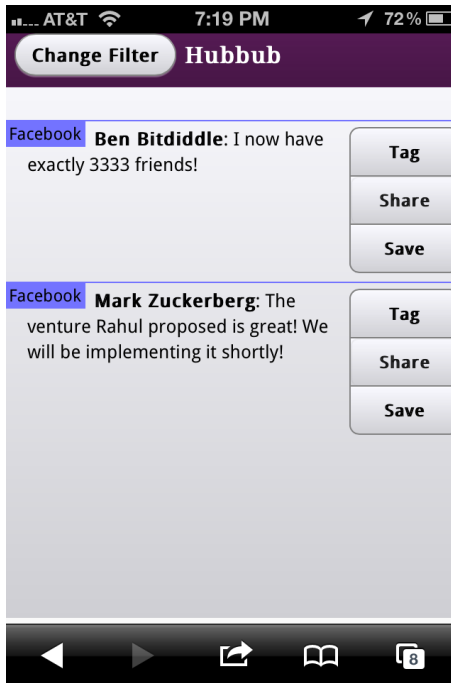 AT&T 7:19 PM 72%
Change Filter Hubbub
Facebook Ben Bitdiddle: I now have
exactly 3333 friends!
Tag
Share
Save
Facebook Mark Zuckerberg: The
venture Rahul proposed is great! We
will be implementing it shortly!
Tag
Share
Save
8